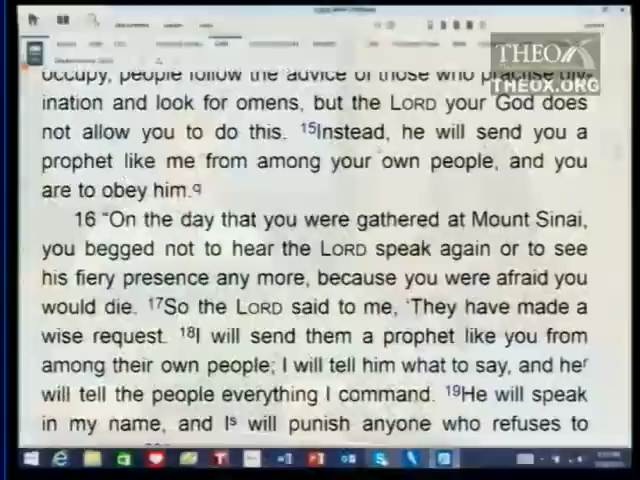 THEOX
THEOX.ORG
occupy, people follow the advice of those who practise div-
ination and look for omens, but the LORD your God does
not allow you to do this. 15Instead, he will send you a
prophet like me from among your own people, and you
are to obey him.q
16 “On the day that you were gathered at Mount Sinai,
you begged not to hear the LORD speak again or to see
his fiery presence any more, because you were afraid you
would die. 17So the LORD said to me, ‘They have made a
wise request. 18I will send them a prophet like you from
among their own people; I will tell him what to say, and her
will tell the people everything I command. 19He will speak
in my name, and Is will punish anyone who refuses to